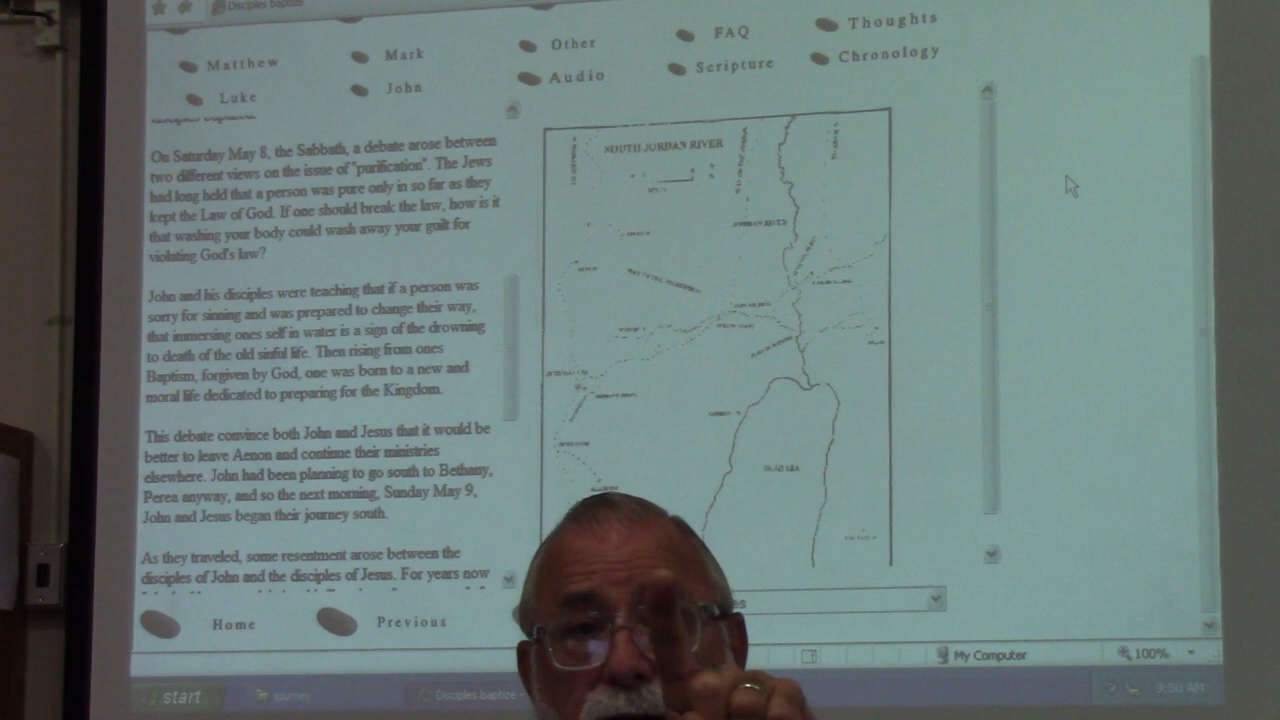 Disciples baptize
Matthew
Mark
Other
FAQ
Thoughts
Luke
John
Audio
Scripture
Chronology
On Saturday May 8, the Sabbath, a debate arose between
two different views on the issue of "purification". The Jews
had long held that a person was pure only in so far as they
kept the Law of God. If one should break the law, how is it
that washing your body could wash away your guilt for
violating God's law?
John and his disciples were teaching that if a person was
sorry for sinning and was prepared to change their way,
that immersing ones self in water is a sign of the drowning
to death of the old sinful life. Then rising from ones
Baptism, forgiven by God, one was born to a new and
moral life dedicated to preparing for the Kingdom.
This debate convince both John and Jesus that it would be
better to leave Aenon and continue their ministries
elsewhere. John had been planning to go south to Bethany,
Perea anyway, and so the next morning, Sunday May 9,
John and Jesus began their journey south.
As they traveled, some resentment arose between the
disciples of John and the disciples of Jesus. For years now
SOUTH JORDAN RIVER
JORDAN RIVER
DEAD SEA
Home
Previous
My Computer
100%
start
journey
Disciples baptize -
9:50 AM